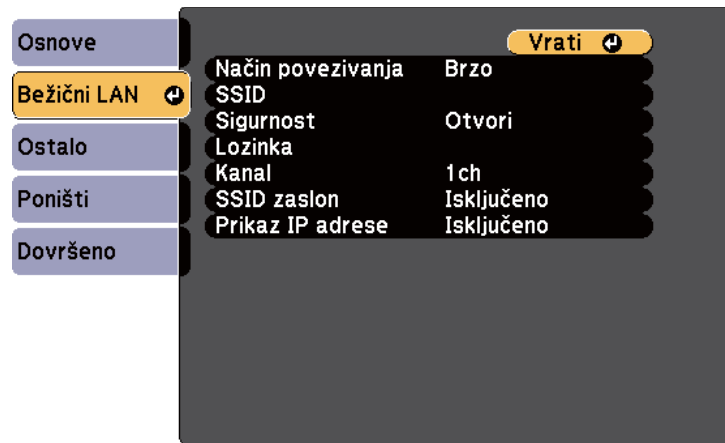 Osnove
Bežični LAN
Ostalo
Poništi
Dovršeno
Vrati
Način povezivanja Brzo
SSID
Sigurnost Otvori
Lozinka
Kanal 1ch
SSID zaslon Isključeno
Prikaz IP adrese Isključeno